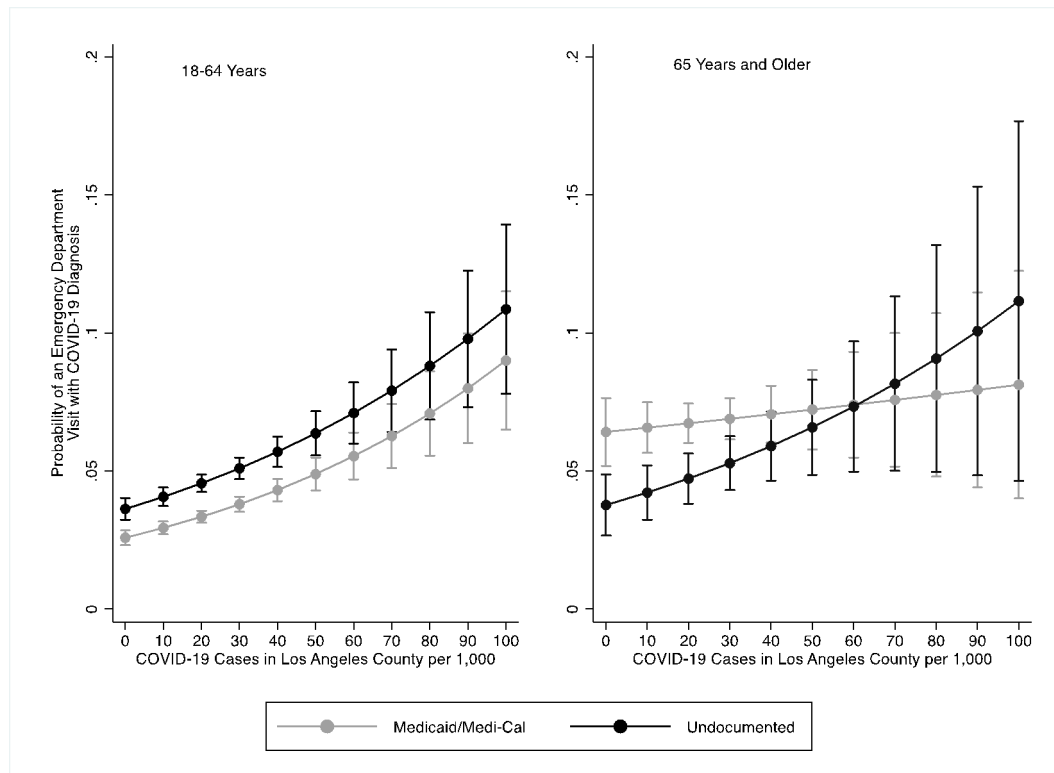 18-64 Years
65 Years and Older
Probability of an Emergency Department
Visit with COVID-19 Diagnosis
.2
.15
.1
.05
0
0 10 20 30 40 50 60 70 80 90 100
COVID-19 Cases in Los Angeles County per 1,000
.2
.15
.1
.05
0
0 10 20 30 40 50 60 70 80 90 100
COVID-19 Cases in Los Angeles County per 1,000
Medicaid/Medi-Cal
Undocumented